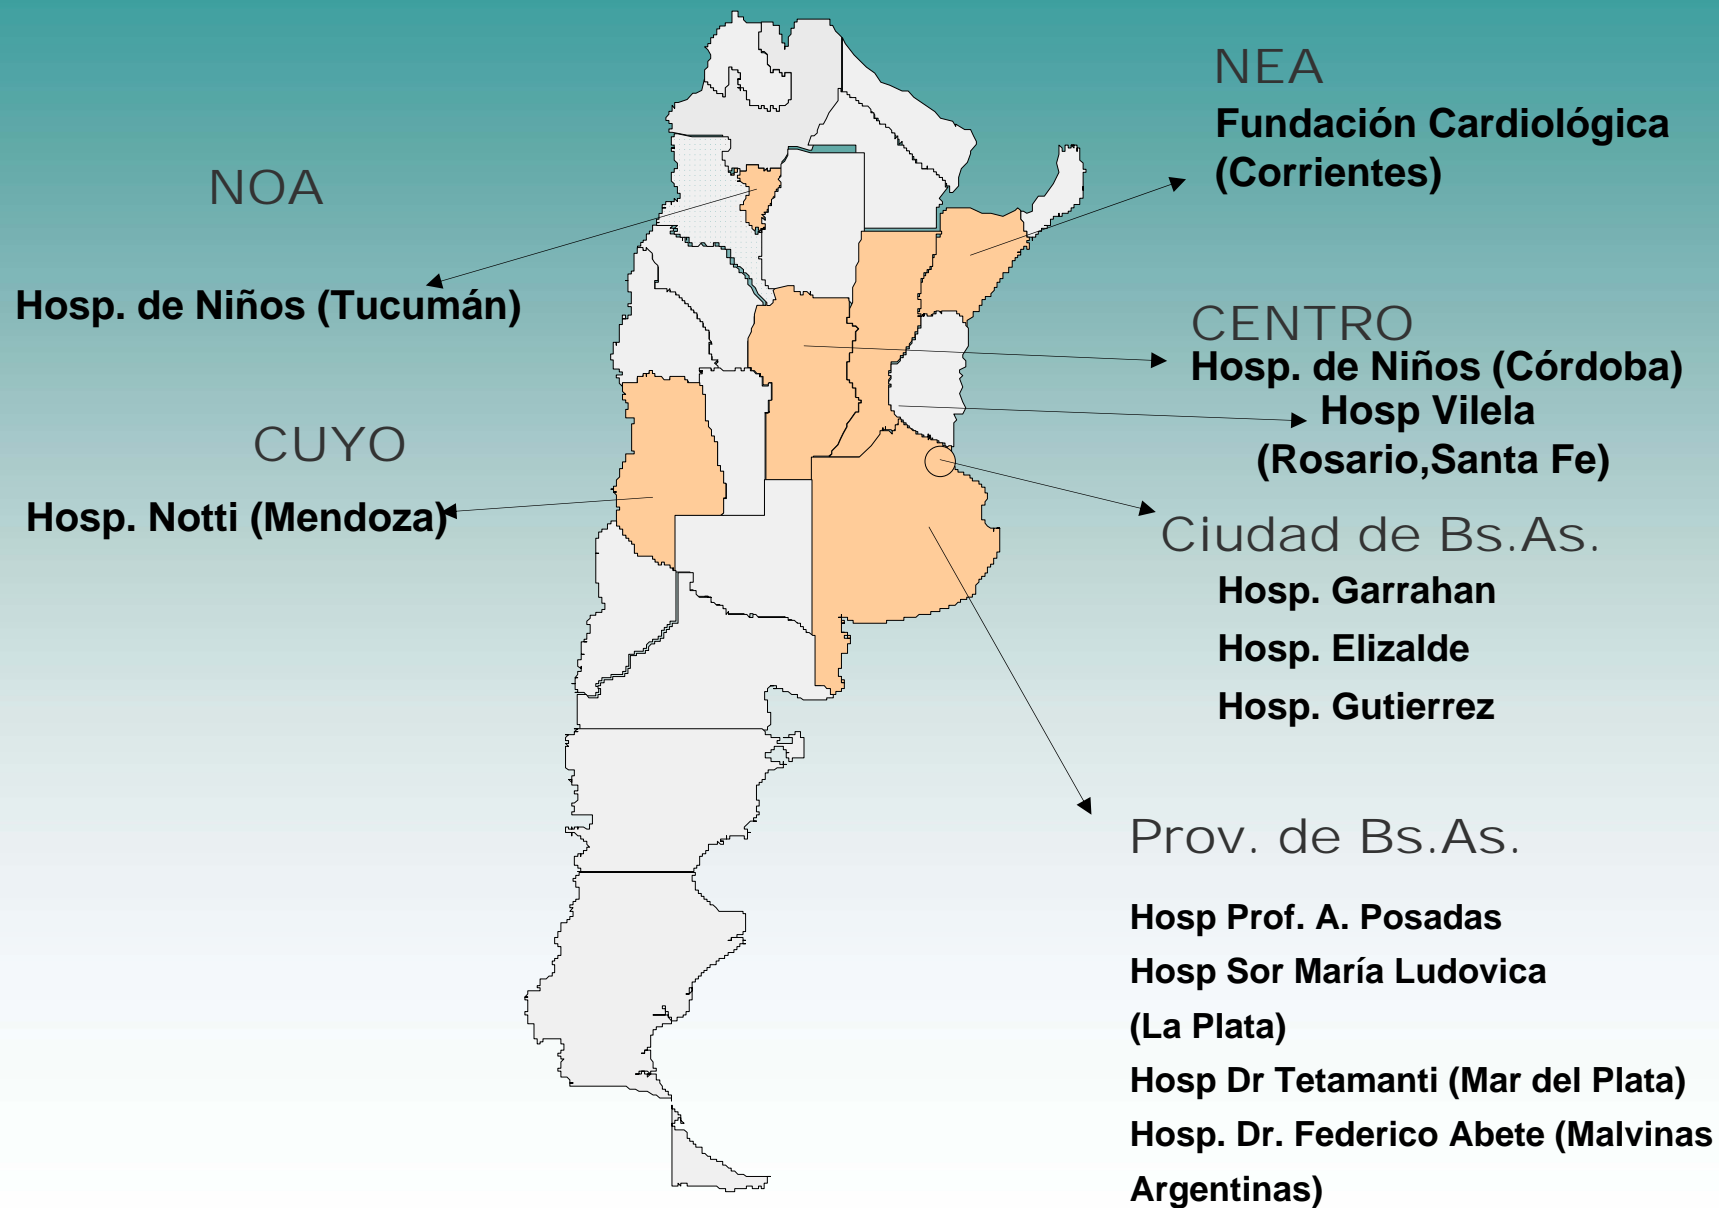 NOA
Hosp. de Niños (Tucumán)
CUYO
Hosp. Notti (Mendoza)
NEA
Fundación Cardiológica
(Corrientes)
CENTRO
Hosp. de Niños (Córdoba)
Hosp Vilela
(Rosario,Santa Fe)
Ciudad de Bs.As.
Hosp. Garrahan
Hosp. Elizalde
Hosp. Gutierrez
Prov. de Bs.As.
Hosp Prof. A. Posadas
Hosp Sor María Ludovica
(La Plata)
Hosp Dr Tetamanti (Mar del Plata)
Hosp. Dr. Federico Abete (Malvinas
Argentinas)